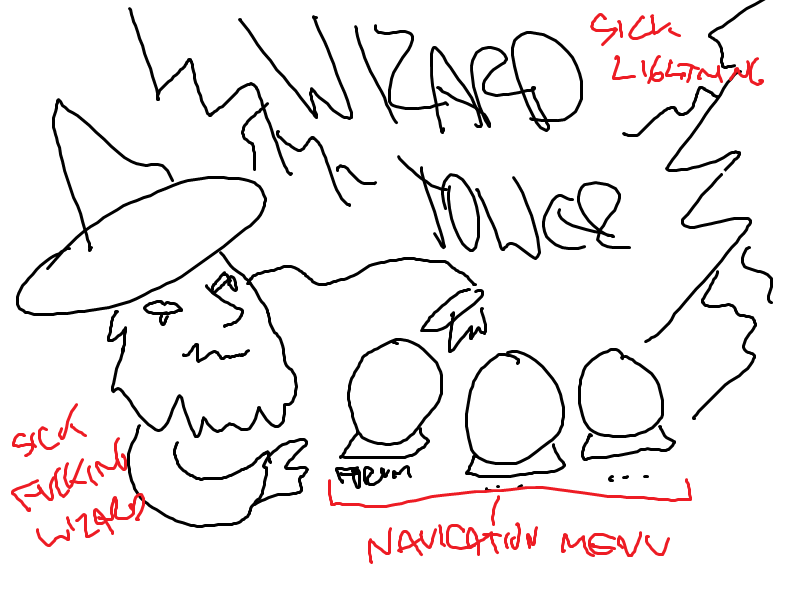 WIZARD
TOWER
SICK
LIGHTNING
SICK
FUCKING
WIZARD
FORUM
...
...
NAVIGATION MENU